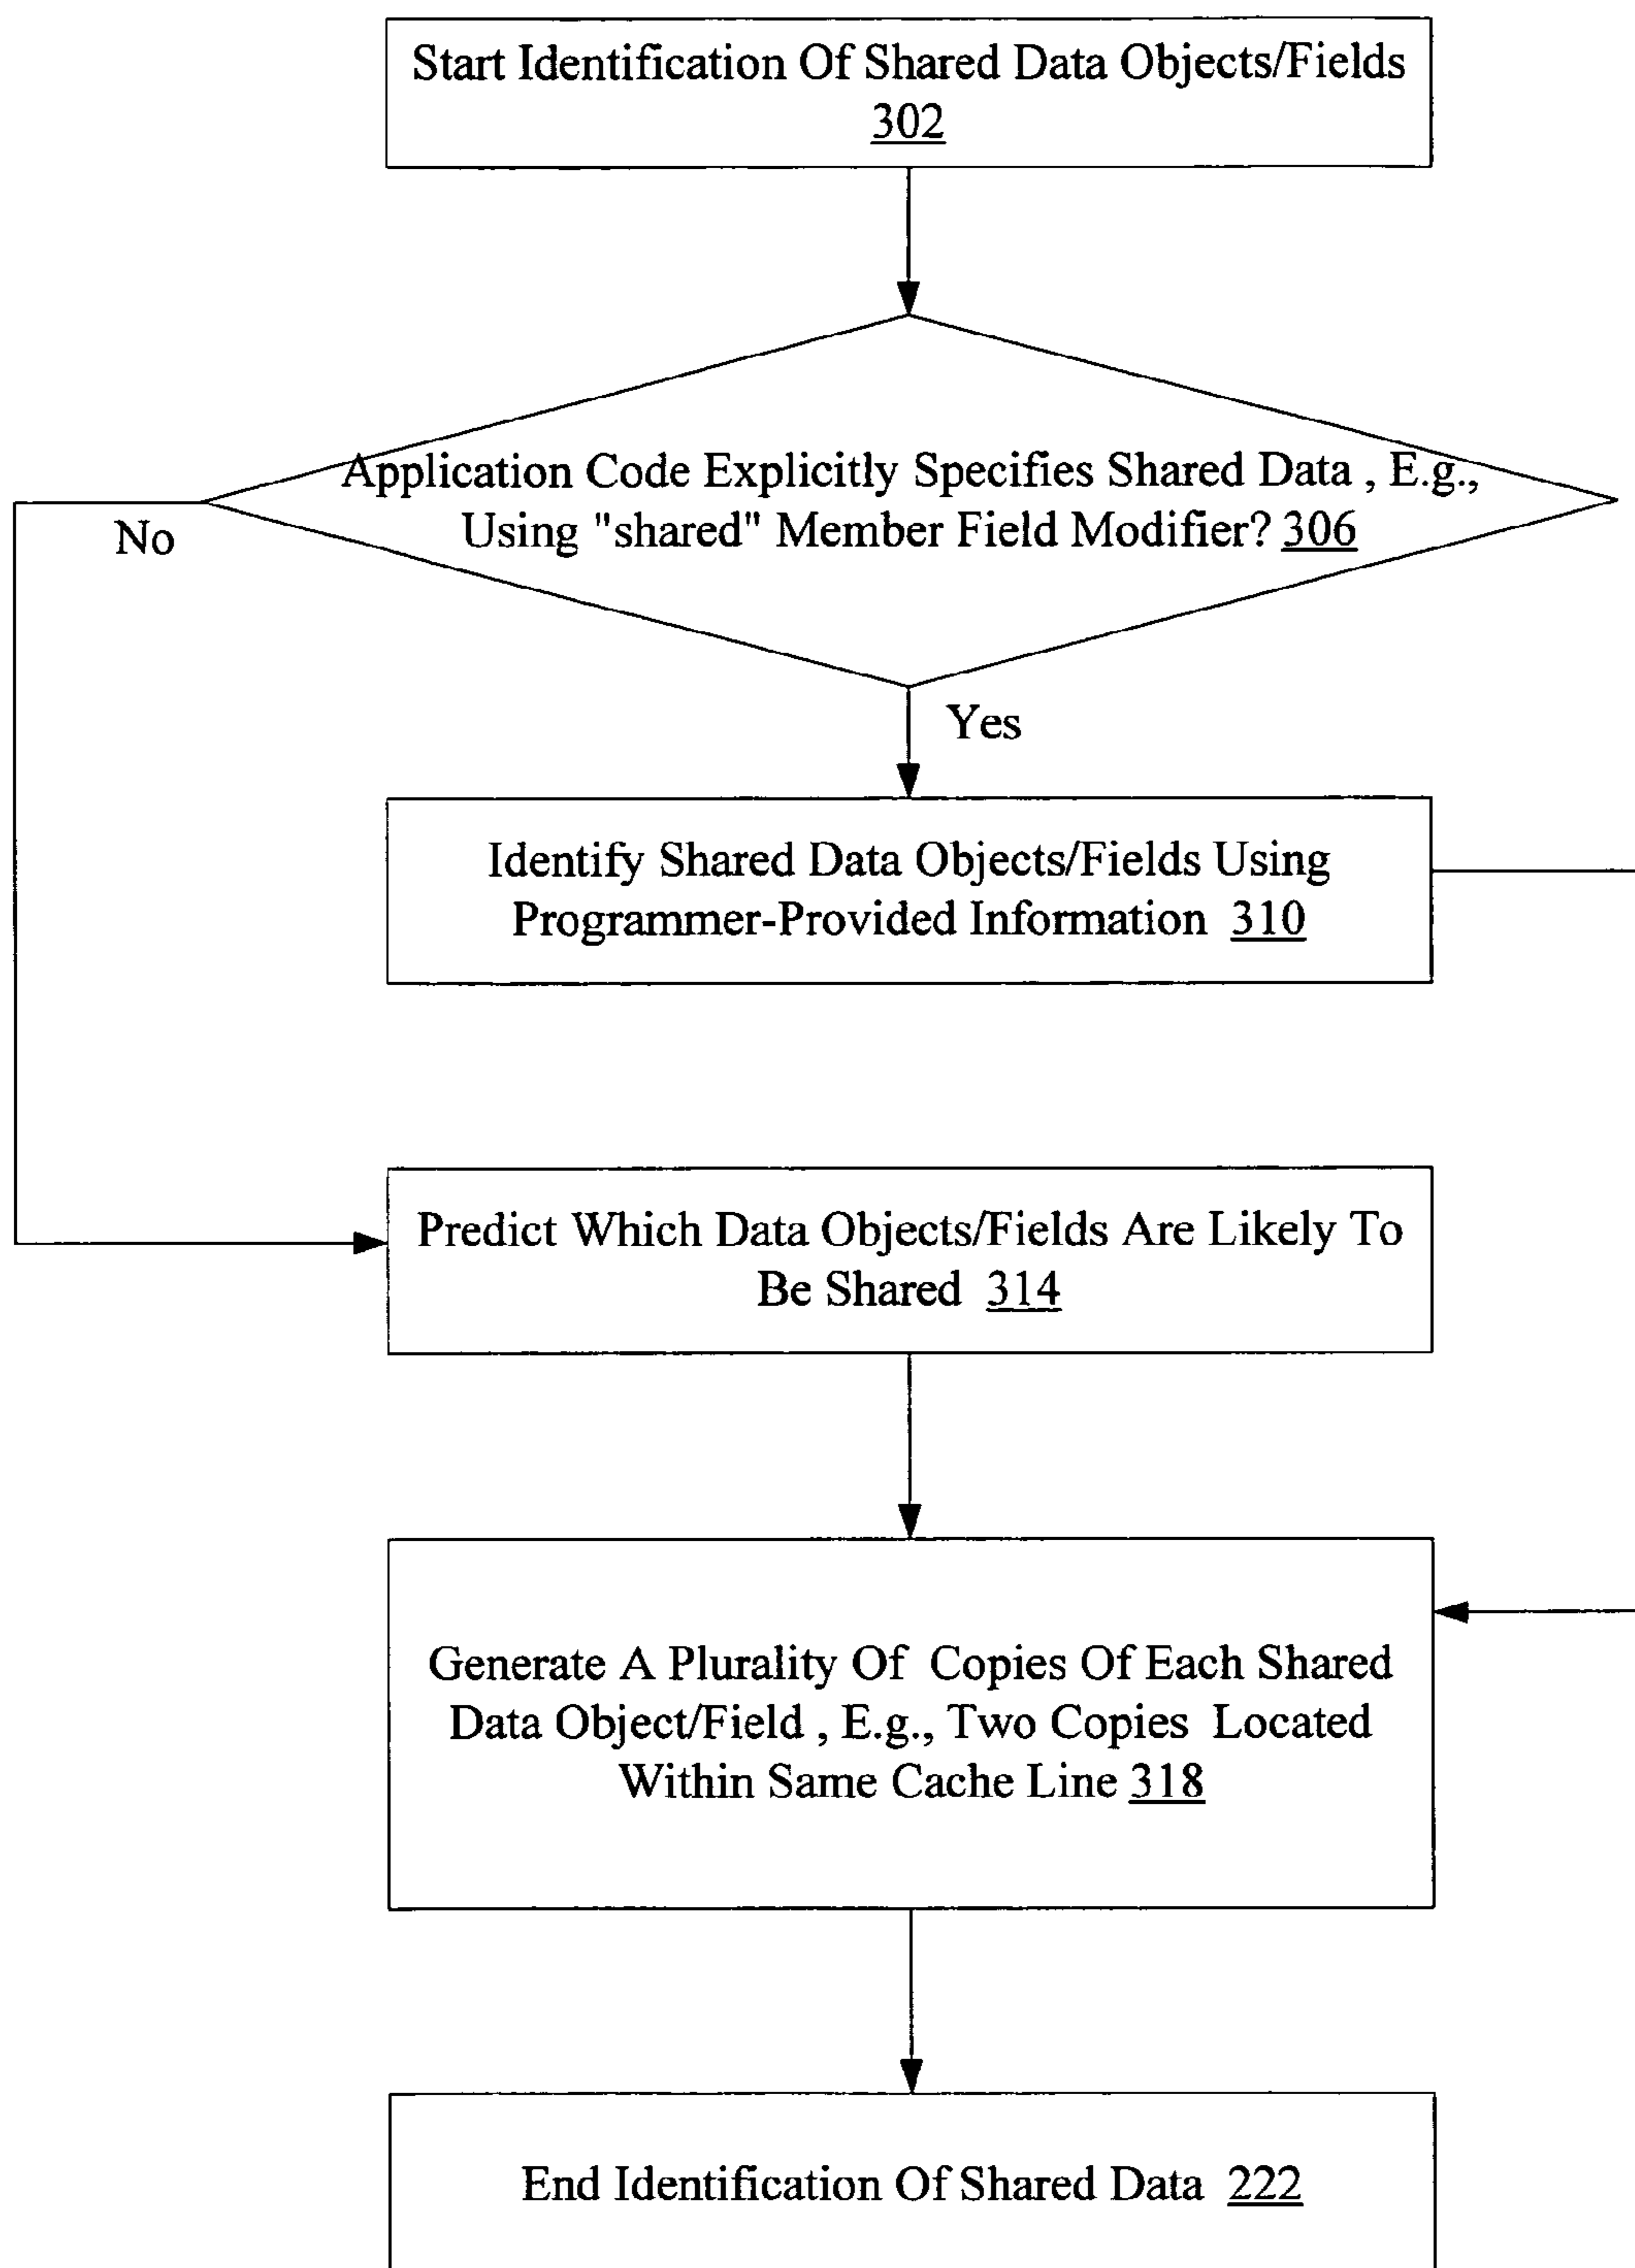 Start Identification Of Shared Data Objects/Fields
302
Application Code Explicitly Specifies Shared Data , E.g.,
Using "shared" Member Field Modifier? 306
No
Yes
Identify Shared Data Objects/Fields Using
Programmer-Provided Information 310
Predict Which Data Objects/Fields Are Likely To
Be Shared 314
Generate A Plurality Of Copies Of Each Shared
Data Object/Field , E.g., Two Copies Located
Within Same Cache Line 318
End Identification Of Shared Data 222